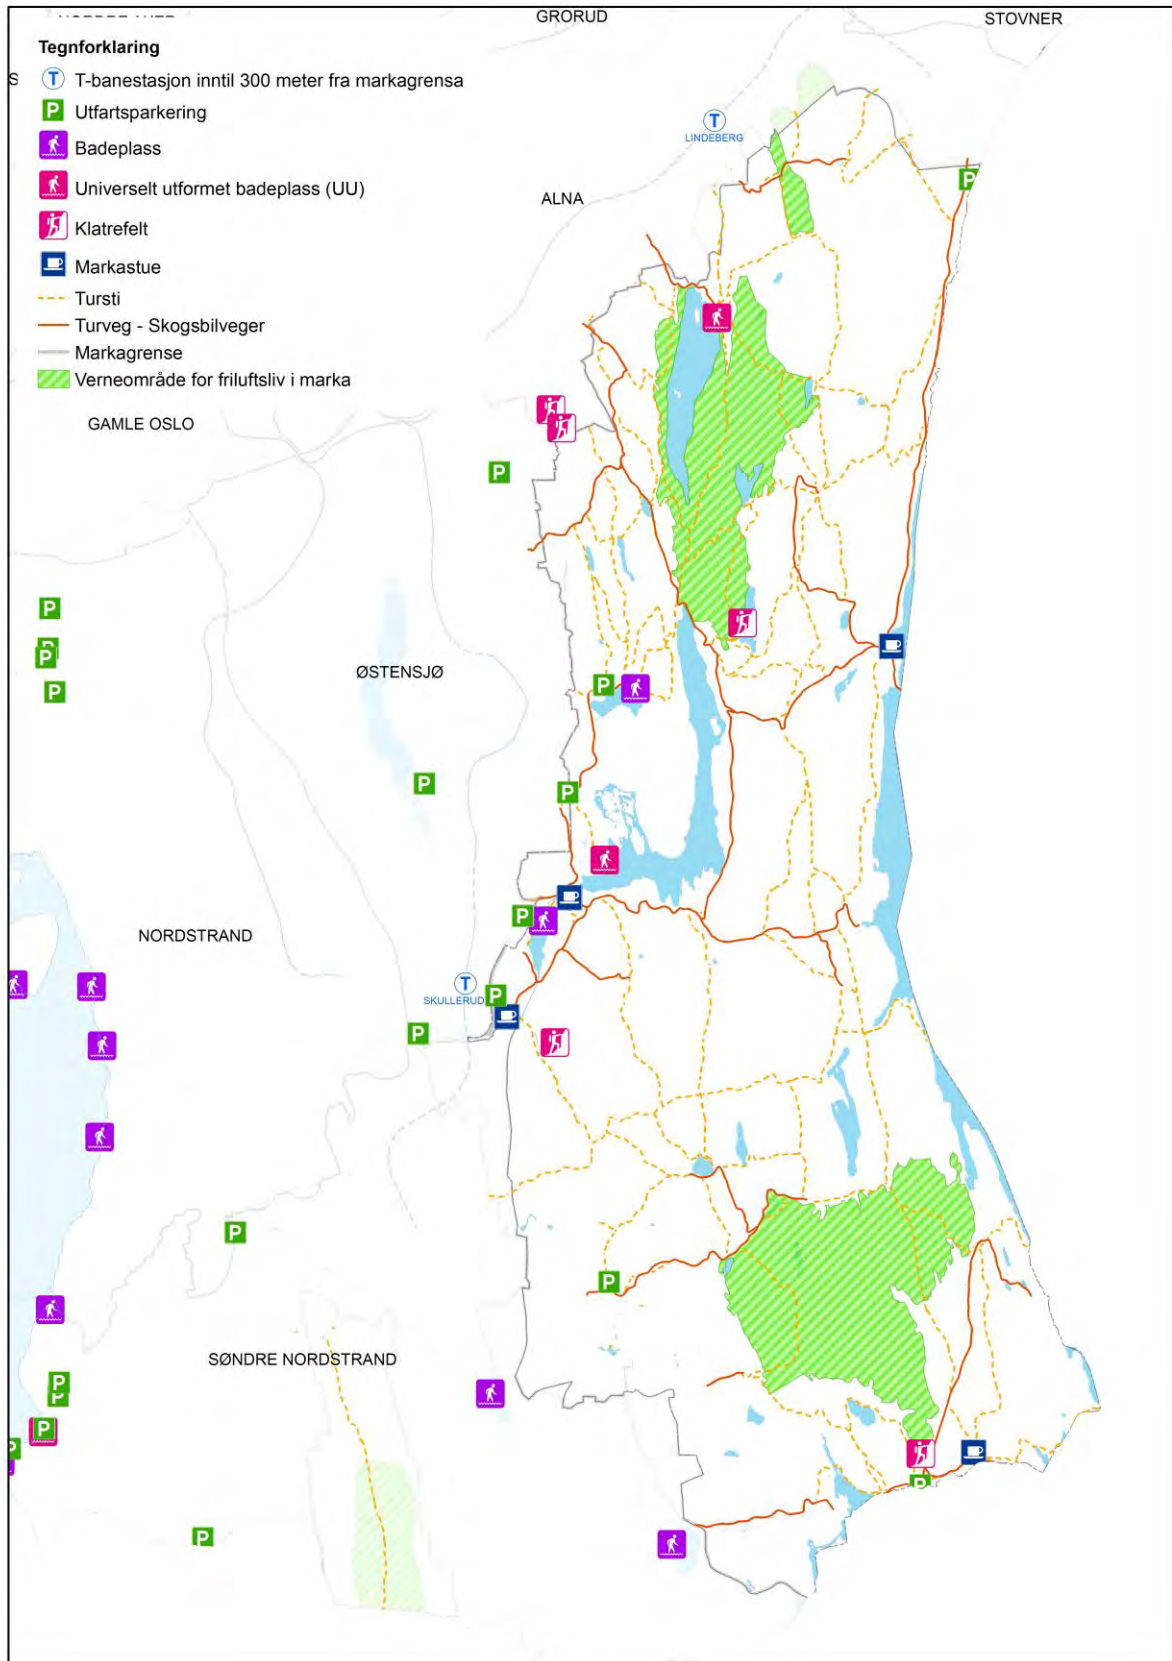 GRORUD
STOVNER
Tegnforklaring
S
T T-banestasjon inntil 300 meter fra markagrensa
P Utfartsparkering
Badeplass
Universelt utformet badeplass (UU)
Klatrefelt
Markastue
Tursti
Turveg - Skogsbilveger
Markagrense
Verneområde for friluftsliv i marka
T
LINDEBERG
P
ALNA
GAMLE OSLO
P
P
P
P
ØSTENSJØ
P
P
P
P
P
NORDSTRAND
T
SKULLERUD
P
P
P
P
SØNDRE NORDSTRAND
P
P
P
P
P
P